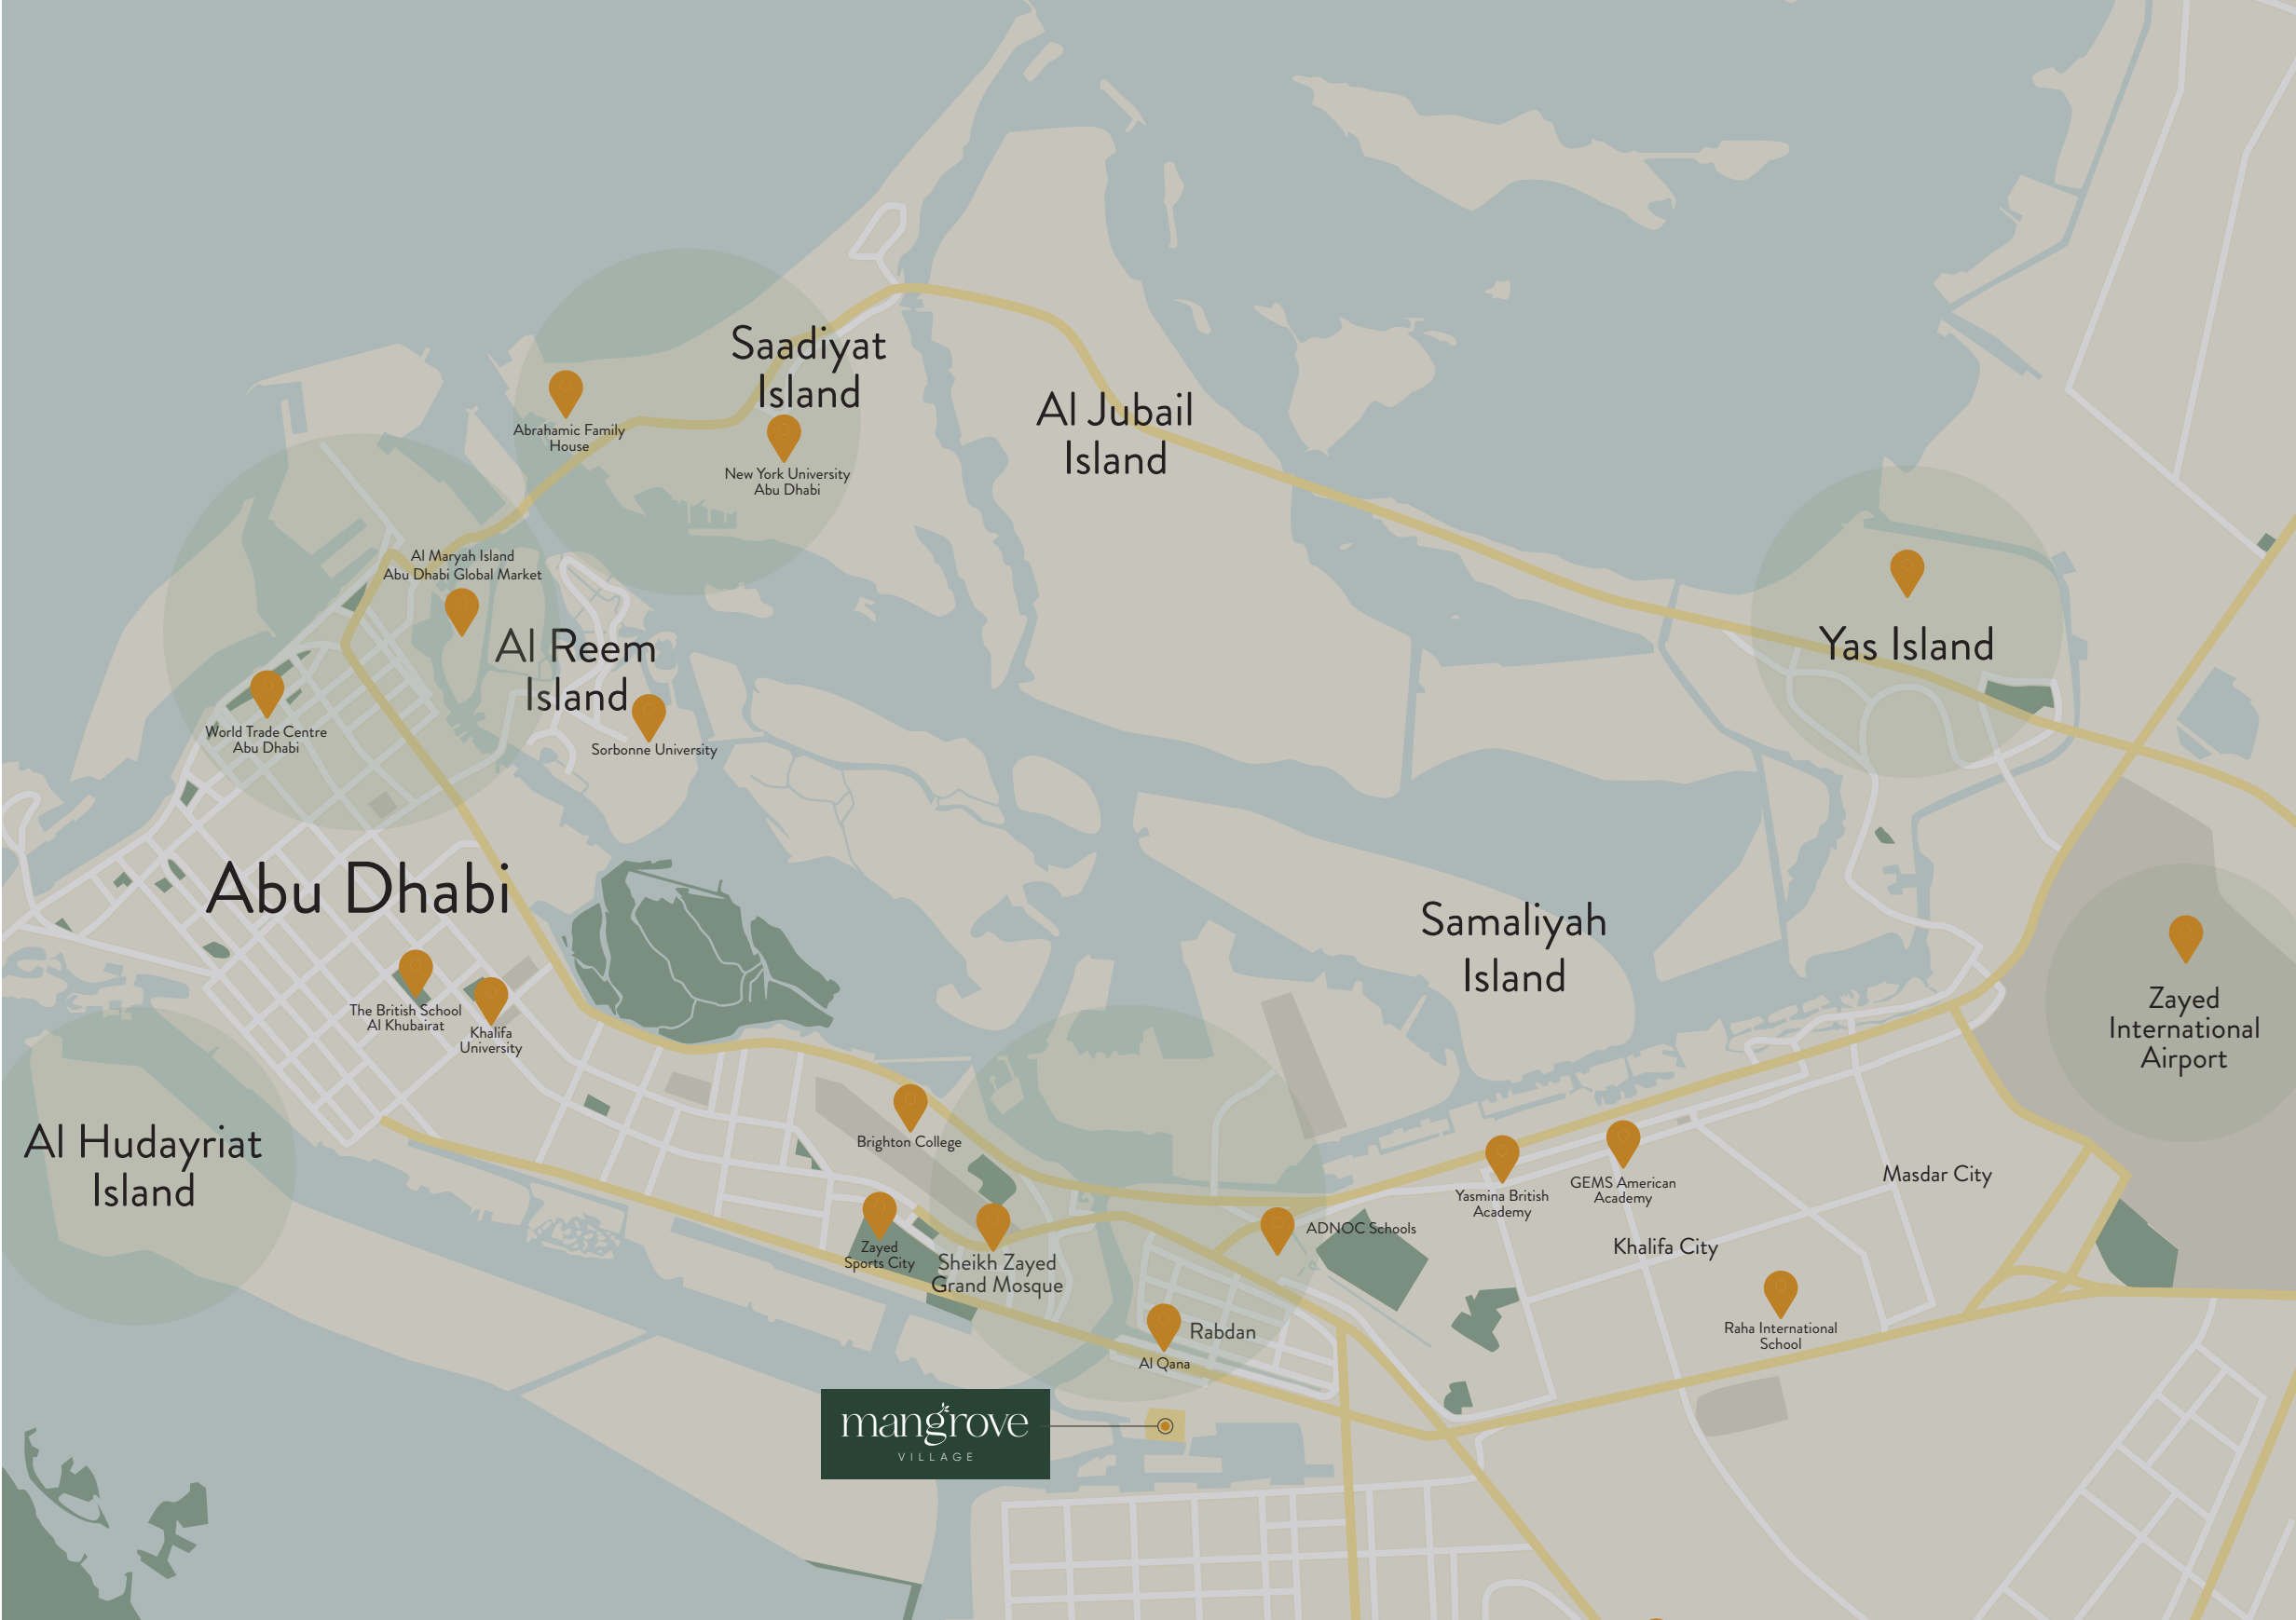 Saadiyat
Island
Abrahamic Family
House
New York University
Abu Dhabi
Al Jubail
Island
Al Maryah Island
Abu Dhabi Global Market
Al Reem
Island
Sorbonne University
World Trade Centre
Abu Dhabi
Yas Island
Abu Dhabi
The British School
Al Khubairat
Khalifa
University
Samaliyah
Island
Zayed
International
Airport
Al Hudayriat
Island
Brighton College
Zayed
Sports City
Sheikh Zayed
Grand Mosque
ADNOC Schools
Yasmina British
Academy
GEMS American
Academy
Masdar City
Khalifa City
Raha International
School
Rabdan
Al Qana
mangrove
VILLAGE